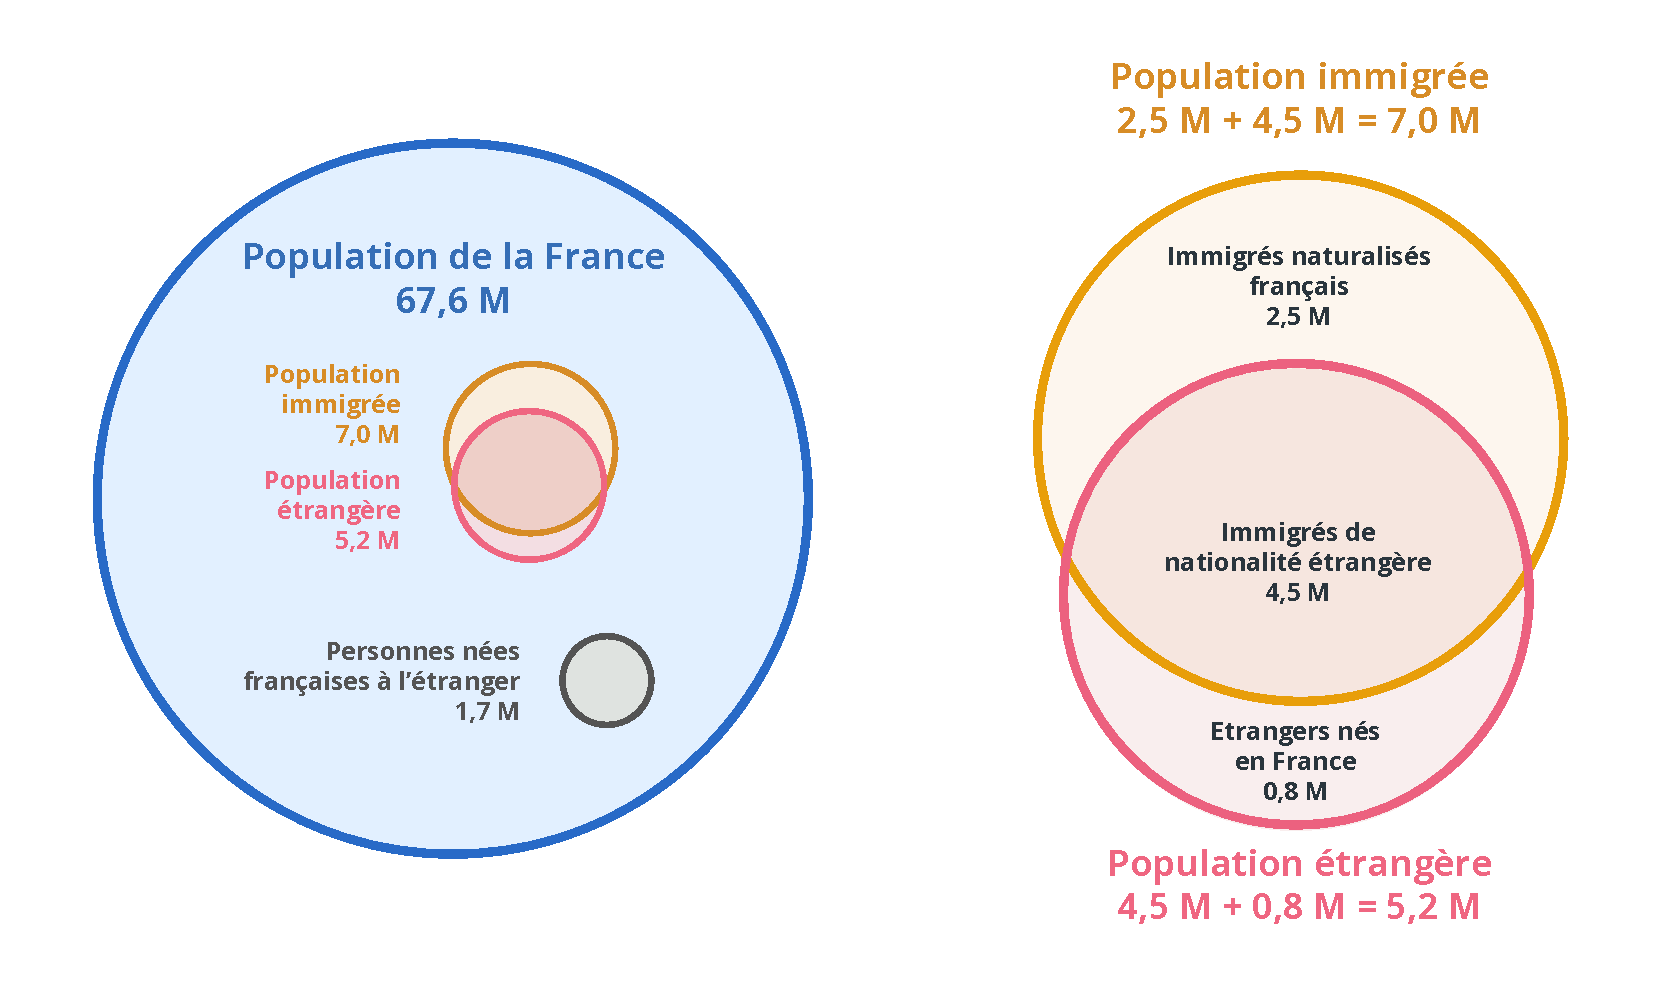 Population de la France
67,6 M
Population
immigrée
7,0 M
Population
étrangère
5,2 M
Personnes nées
françaises à l’étranger
1,7 M
Population immigrée
2,5 M + 4,5 M = 7,0 M
Immigrés naturalisés
français
2,5 M
Immigrés de
nationalité étrangère
4,5 M
Etrangers nés
en France
0,8 M
Population étrangère
4,5 M + 0,8 M = 5,2 M